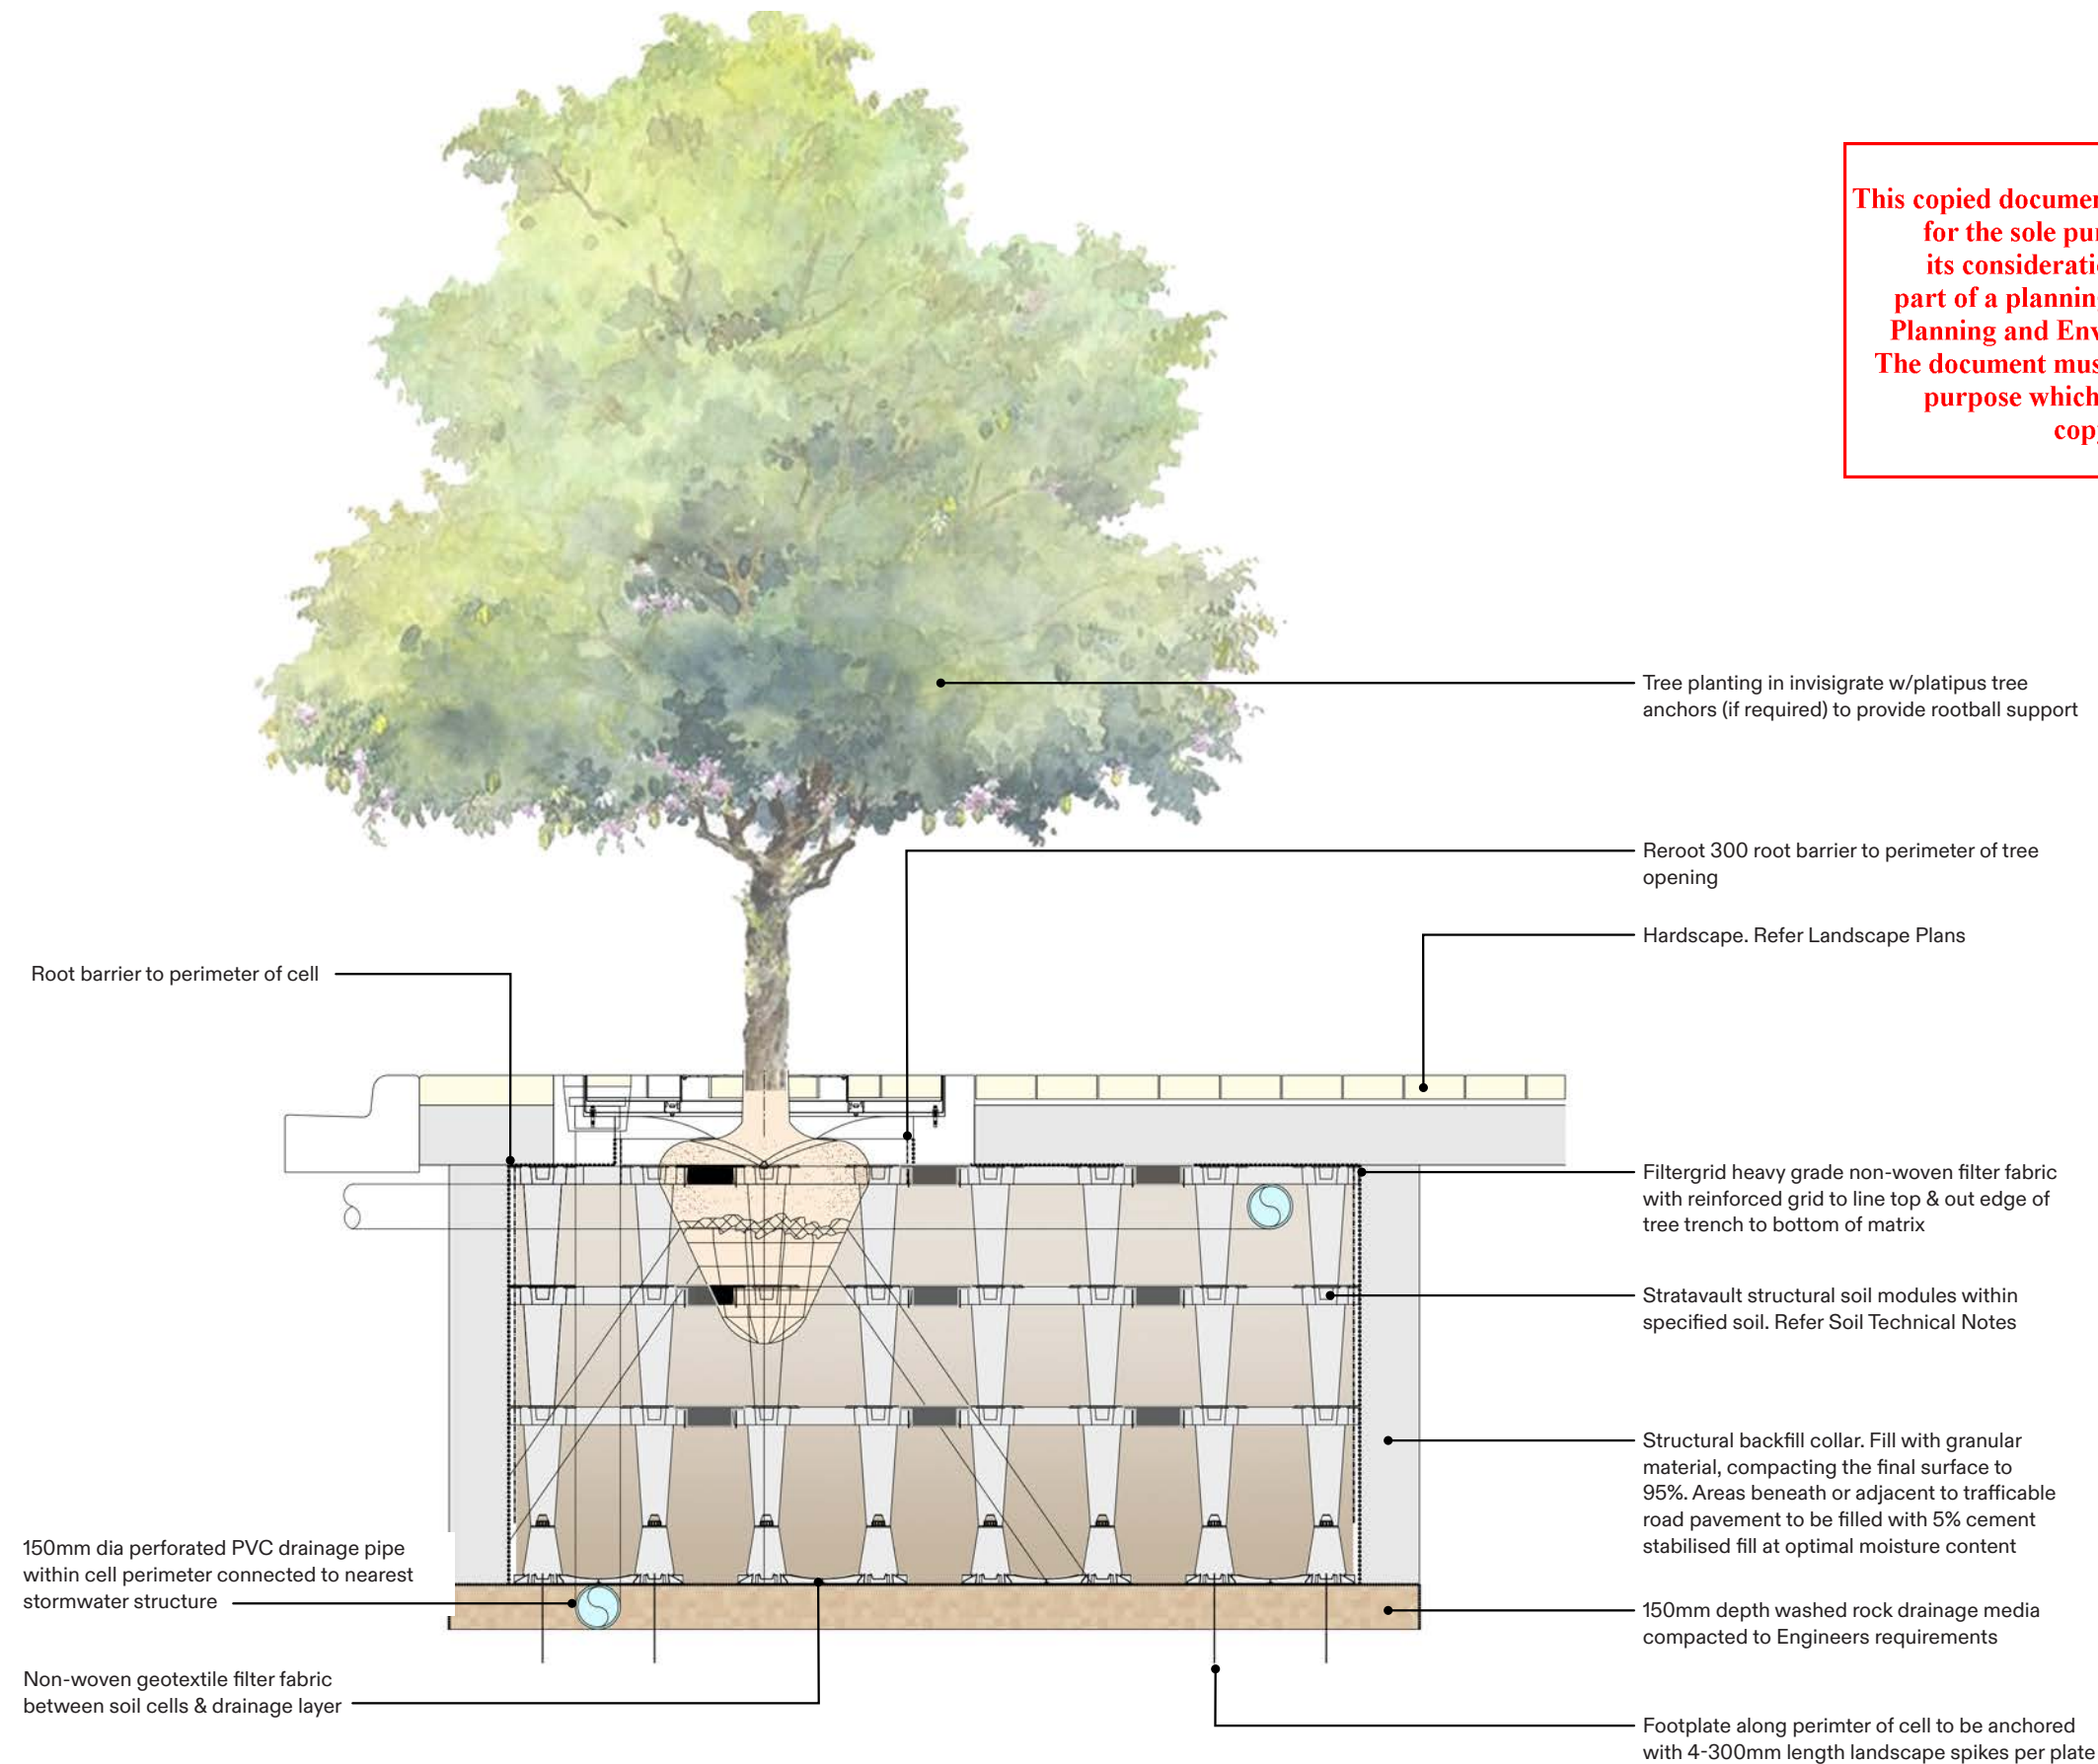 This copied documen
for the sole pu
its considerati
part of a plannin
Planning and Env
The document mus
purpose which
cop
Tree planting in invisigrate w/platipus tree
anchors (if required) to provide rootball support
Reroot 300 root barrier to perimeter of tree
opening
Hardscape. Refer Landscape Plans
Root barrier to perimeter of cell
Filtergrid heavy grade non-woven filter fabric
with reinforced grid to line top & out edge of
tree trench to bottom of matrix
Stratavault structural soil modules within
specified soil. Refer Soil Technical Notes
Structural backfill collar. Fill with granular
material, compacting the final surface to
95%. Areas beneath or adjacent to trafficable
road pavement to be filled with 5% cement
stabilised fill at optimal moisture content
150mm dia perforated PVC drainage pipe
within cell perimeter connected to nearest
stormwater structure
150mm depth washed rock drainage media
compacted to Engineers requirements
Non-woven geotextile filter fabric
between soil cells & drainage layer
Footplate along perimter of cell to be anchored
with 4-300mm length landscape spikes per plate